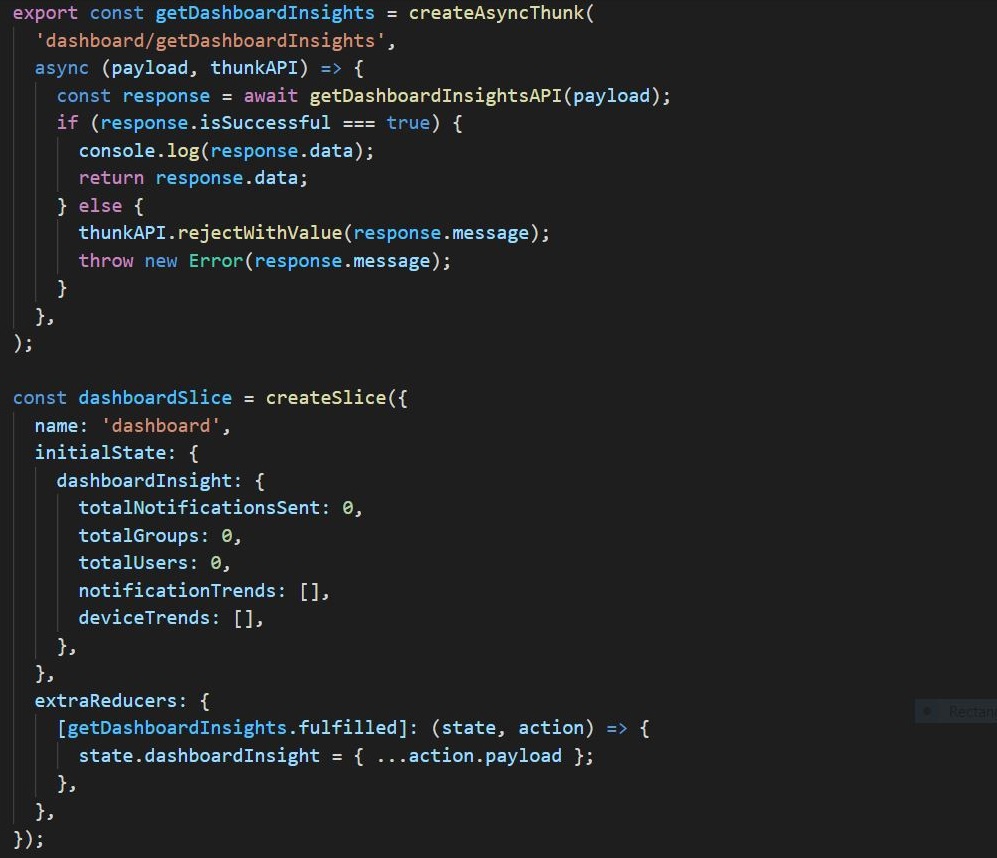 export const getDashboardInsights = createAsyncThunk(
  'dashboard/getDashboardInsights',
  async (payload, thunkAPI) => {
    const response = await getDashboardInsightsAPI(payload);
    if (response.isSuccessful === true) {
      console.log(response.data);
      return response.data;
    } else {
      thunkAPI.rejectWithValue(response.message);
      throw new Error(response.message);
    }
  },
);

const dashboardSlice = createSlice({
  name: 'dashboard',
  initialState: {
    dashboardInsight: {
      totalNotificationsSent: 0,
      totalGroups: 0,
      totalUsers: 0,
      notificationTrends: [],
      deviceTrends: [],
    },
  },
  extraReducers: {
    [getDashboardInsights.fulfilled]: (state, action) => {
      state.dashboardInsight = { ...action.payload };
    },
  },
});